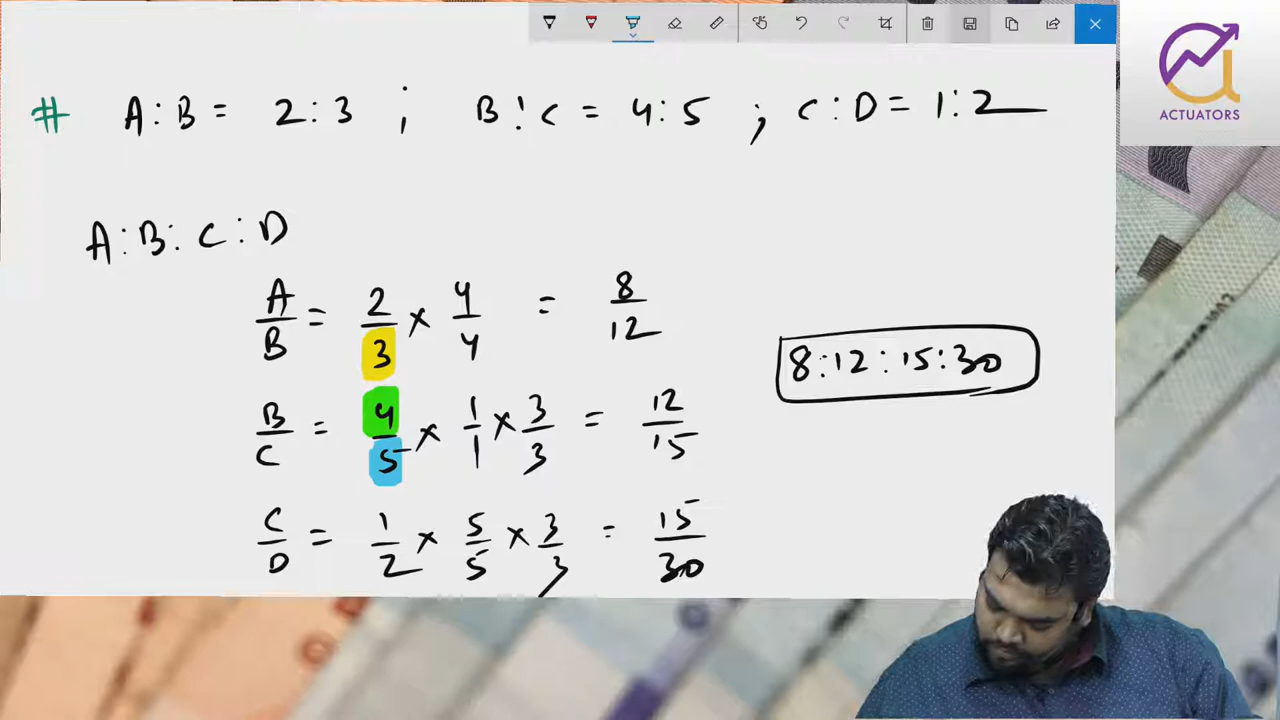 # A:B = 2:3 ; B:C = 4:5 ; C:D = 1:2
A:B:C:D
A/B = 2/3 × 4/4 = 8/12
8:12:15:30
B/C = 4/5 × 1/1 × 3/3 = 12/15
C/D = 1/2 × 5/5 × 3/3 = 15/30
ACTUATORS